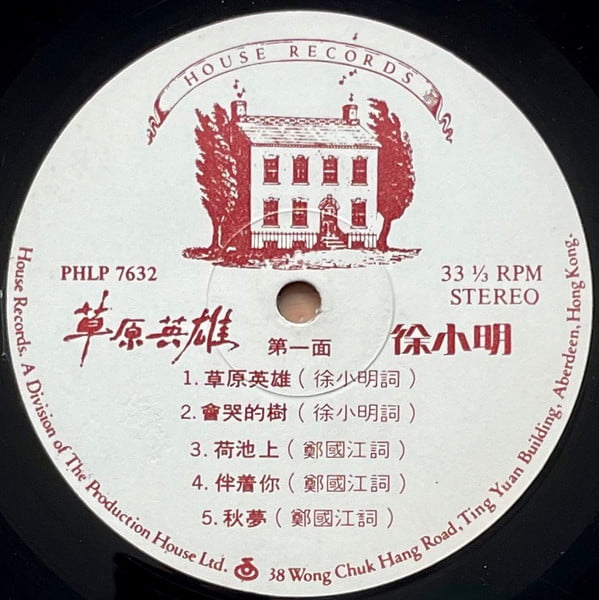 HOUSE RECORDS
PHLP 7632
33 ⅓ RPM
STEREO
草原英雄
第一面
徐小明
1. 草原英雄 ( 徐小明詞 )
2. 會哭的樹 ( 徐小明詞 )
3. 荷池上 ( 鄭國江詞 )
4. 伴着你 ( 鄭國江詞 )
5. 秋夢 ( 鄭國江詞 )
House Records. A Division of The Production House Ltd. 38 Wong Chuk Hang Road, Ting Yuan Building, Aberdeen, Hong Kong.